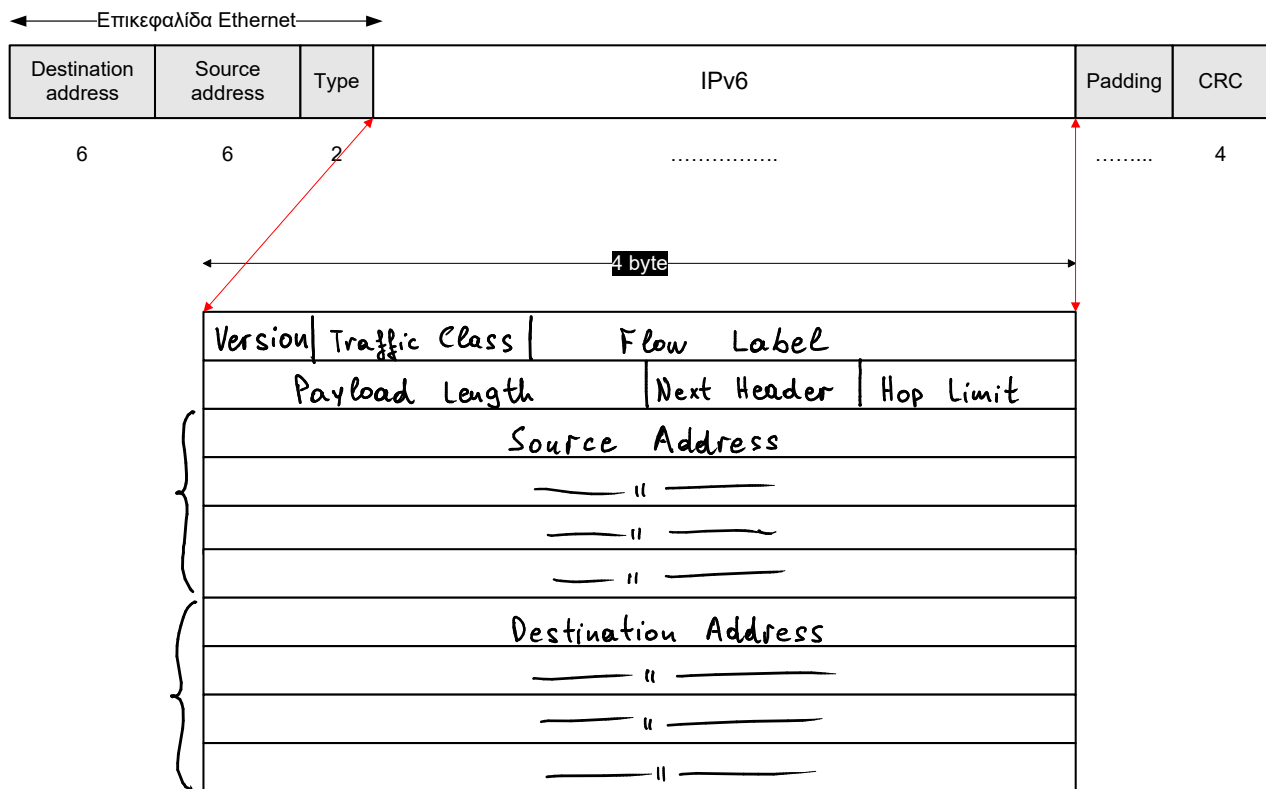 Επικεφαλίδα Ethernet
Destination address Source address Type IPv6 Padding CRC
6 6 2 ............... ......... 4
4 byte
Version Traffic Class Flow Label
Payload Length Next Header Hop Limit
Source Address
— " —
— " —
— " —
Destination Address
— " —
— " —
— " —